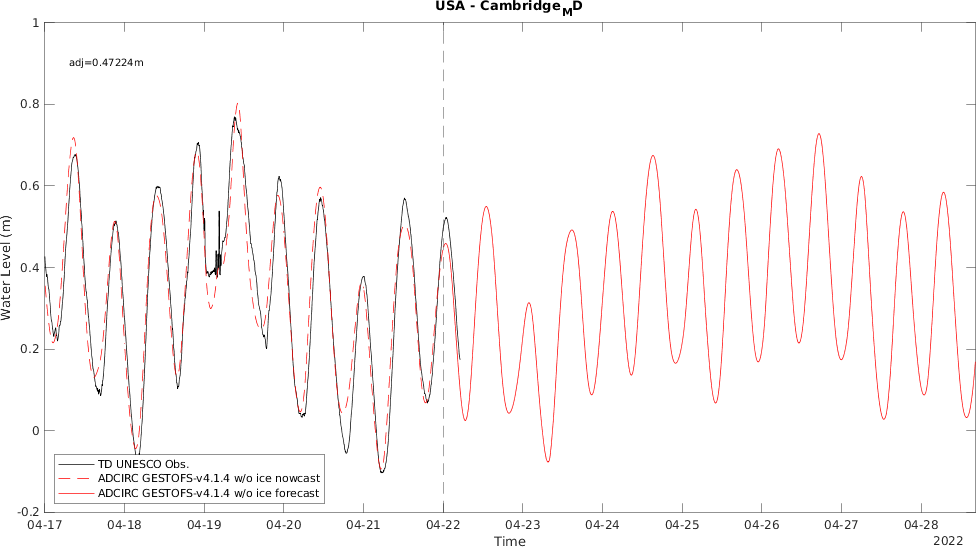 USA - Cambridge_MD
adj=0.47224m
1
0.8
0.6
0.4
0.2
0
-0.2
Water Level (m)
TD UNESCO Obs.
ADCIRC GESTOFS-v4.1.4 w/o ice nowcast
ADCIRC GESTOFS-v4.1.4 w/o ice forecast
04-17 04-18 04-19 04-20 04-21 04-22 04-23 04-24 04-25 04-26 04-27 04-28
Time
2022